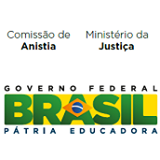 Comissão de Ministério da
Anistia Justiça
GOVERNO FEDERAL
BRASIL
PÁTRIA EDUCADORA